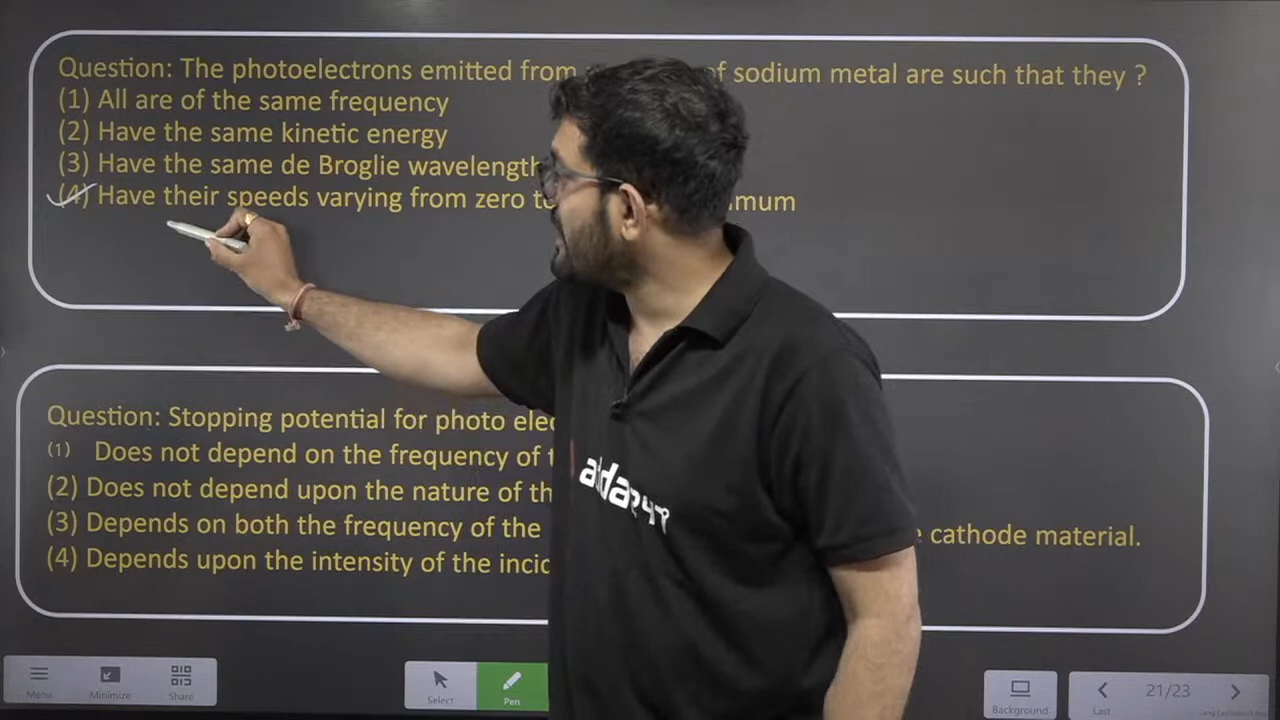 Question: The photoelectrons emitted from of sodium metal are such that they ?
(1) All are of the same frequency
(2) Have the same kinetic energy
(3) Have the same de Broglie wavelength
(4) Have their speeds varying from zero to
Question: Stopping potential for photo
(1) Does not depend on the frequency of
(2) Does not depend upon the nature of
(3) Depends on both the frequency of the cathode material.
(4) Depends upon the intensity of the
adda247
Menu
Minimize
Share
Select
Pen
Background
Last
21/23